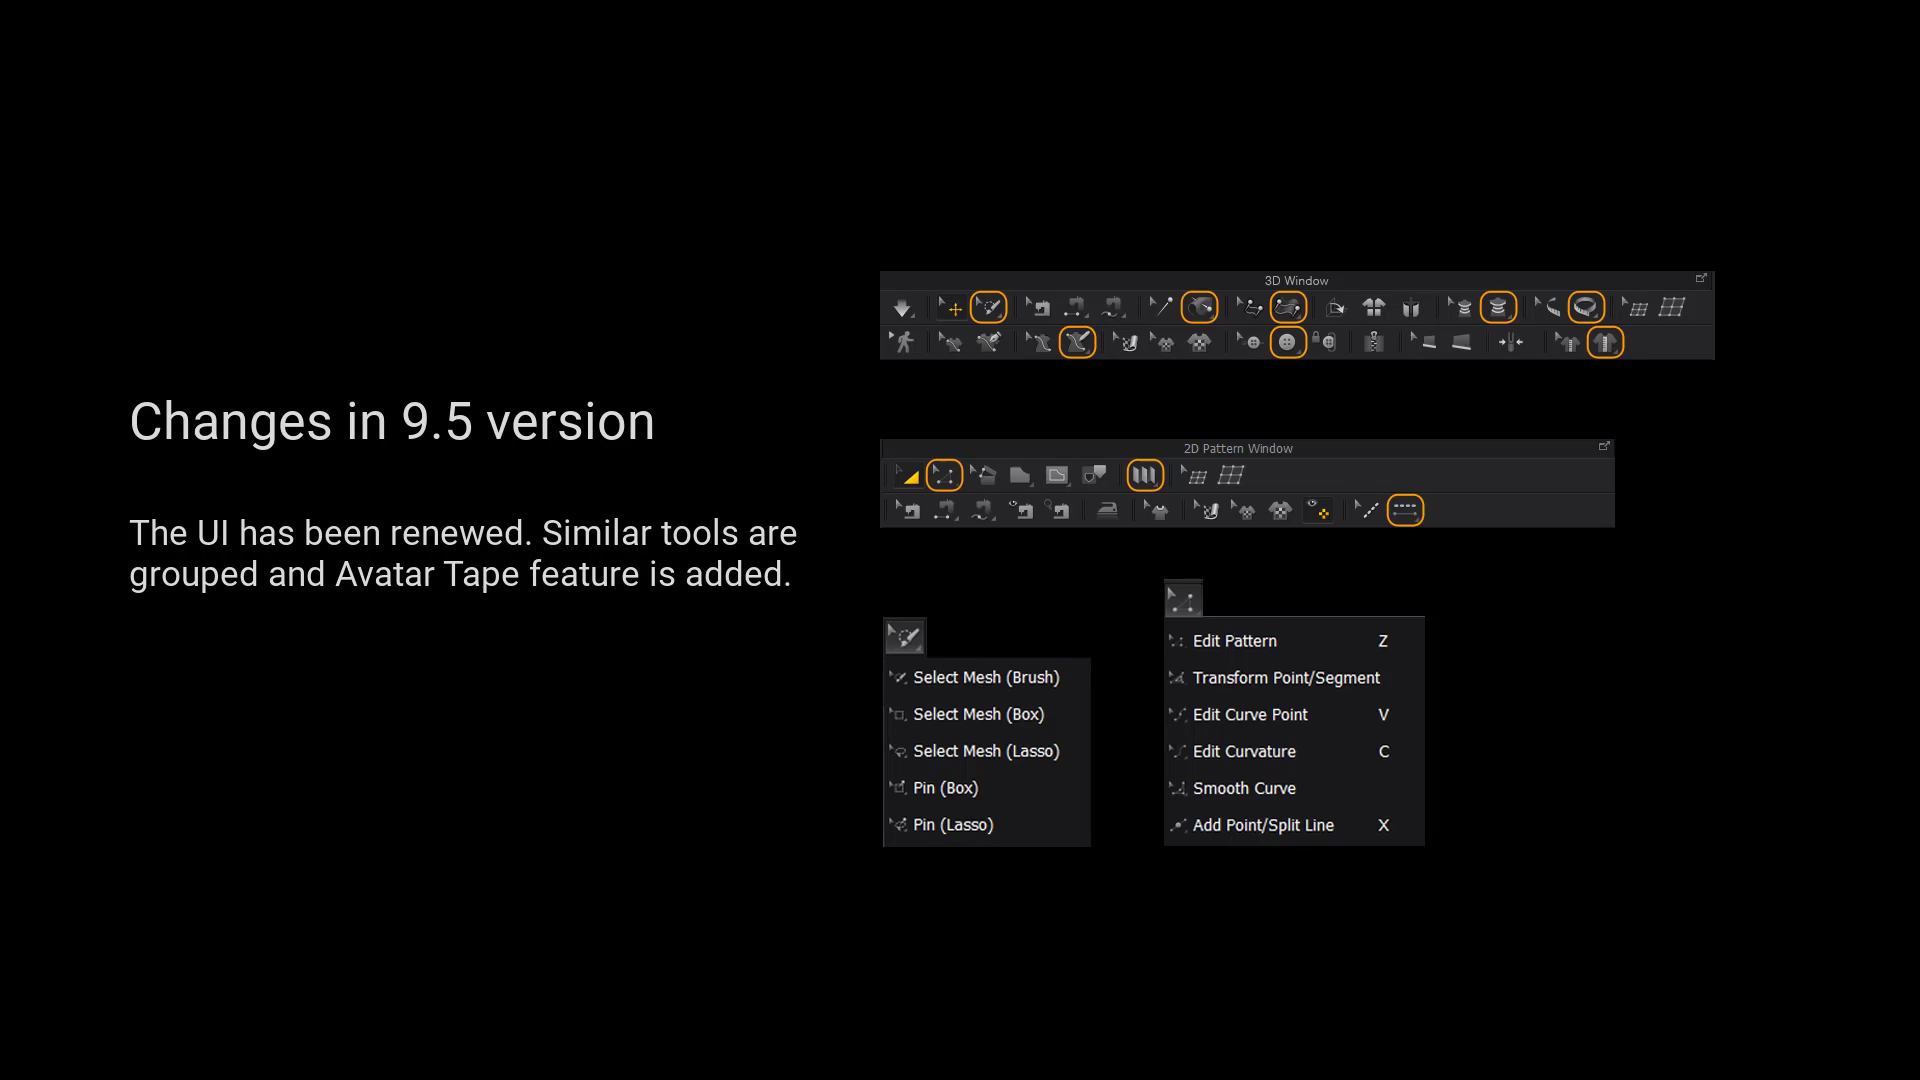 3D Window
Changes in 9.5 version
The UI has been renewed. Similar tools are
grouped and Avatar Tape feature is added.
2D Pattern Window
Select Mesh (Brush)
Select Mesh (Box)
Select Mesh (Lasso)
Pin (Box)
Pin (Lasso)
Edit Pattern Z
Transform Point/Segment
Edit Curve Point V
Edit Curvature C
Smooth Curve
Add Point/Split Line X